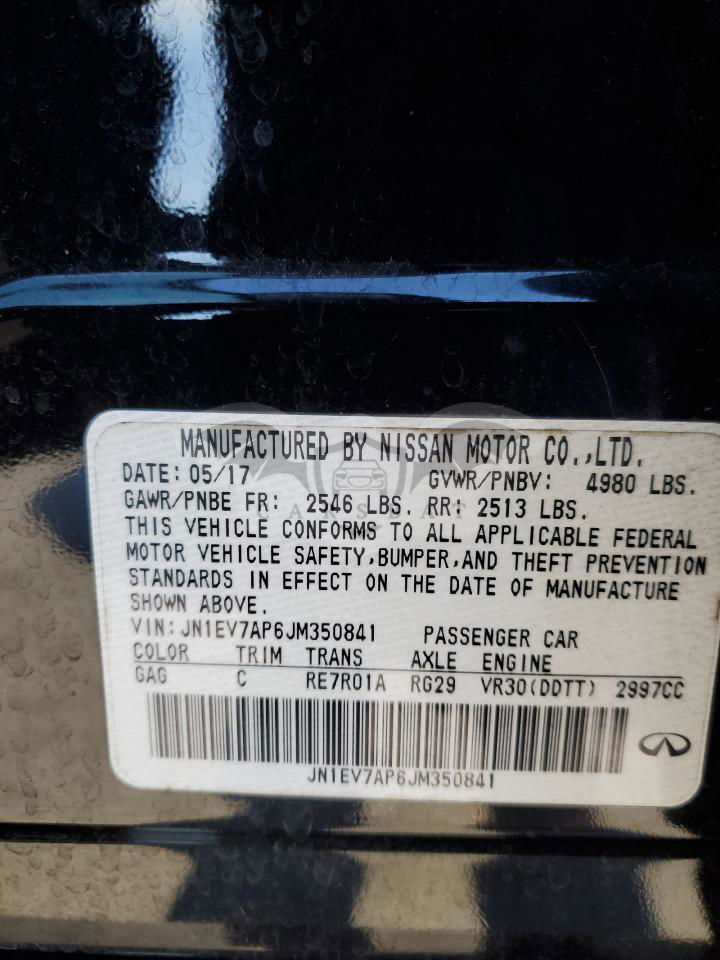 MANUFACTURED BY NISSAN MOTOR CO.,LTD.
DATE: 05/17 GVWR/PNBV: 4980 LBS.
GAWR/PNBE FR: 2546 LBS. RR: 2513 LBS.
THIS VEHICLE CONFORMS TO ALL APPLICABLE FEDERAL
MOTOR VEHICLE SAFETY,BUMPER,AND THEFT PREVENTION
STANDARDS IN EFFECT ON THE DATE OF MANUFACTURE
SHOWN ABOVE.
VIN: JN1EV7AP6JM350841 PASSENGER CAR
COLOR TRIM TRANS AXLE ENGINE
GAG C RE7R01A RG29 VR30(DDTT) 2997CC
JN1EV7AP6JM350841